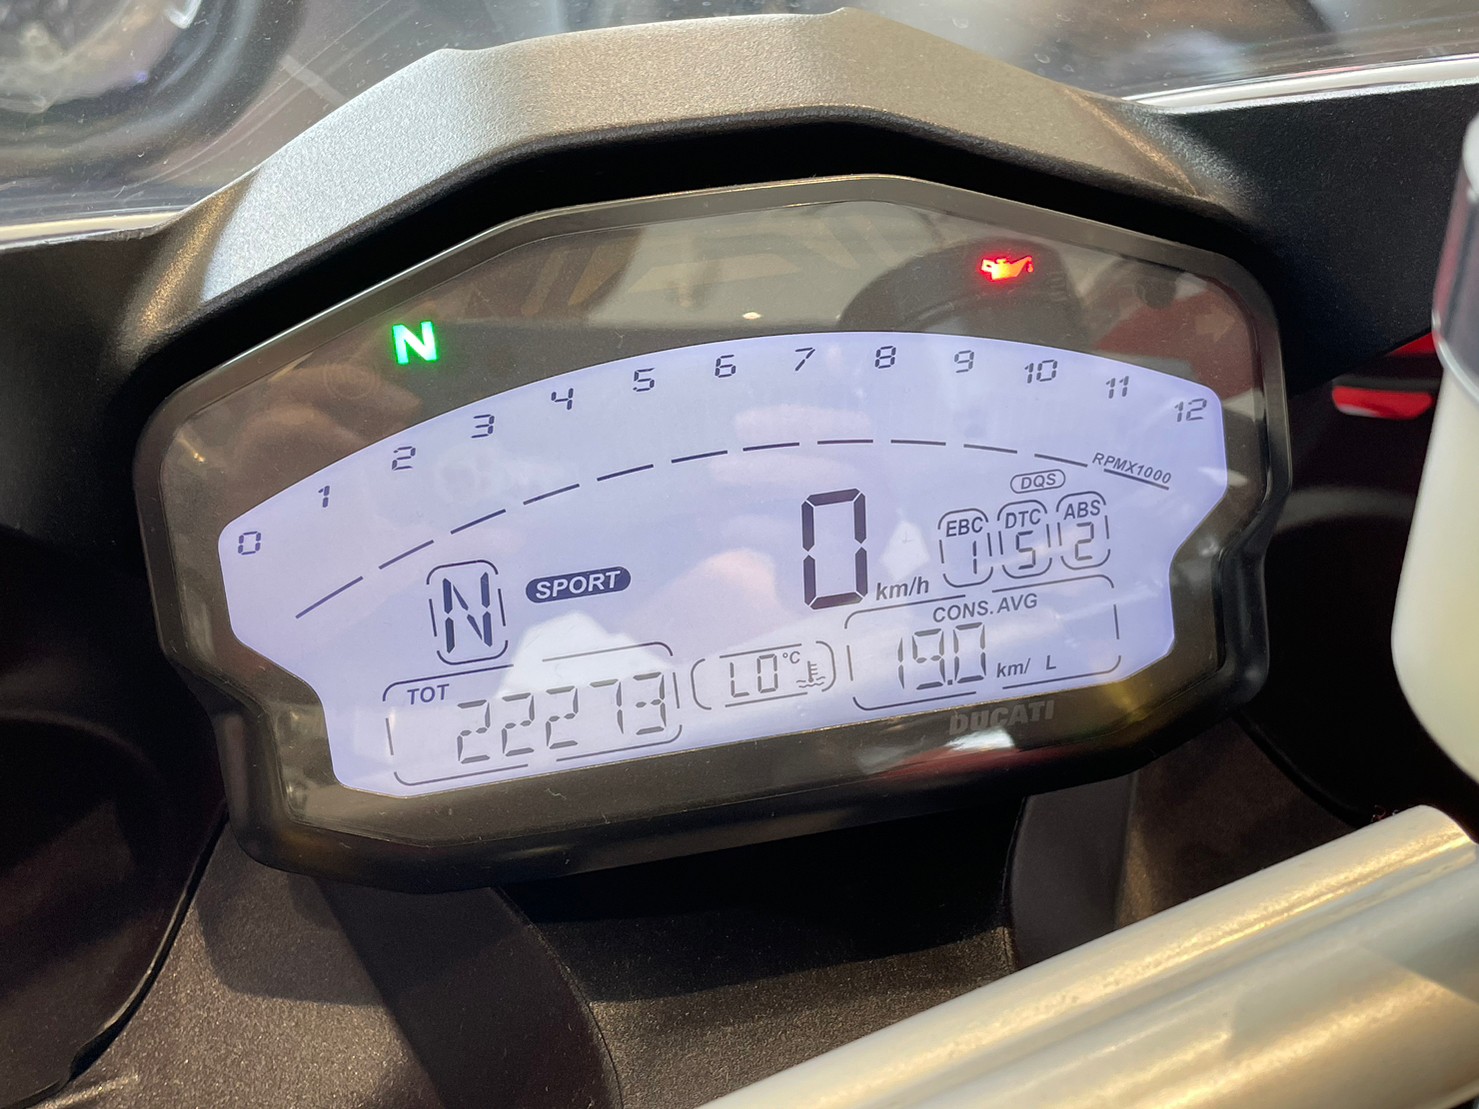 N
0 1 2 3 4 5 6 7 8 9 10 11 12
RPMX1000
DQS
EBC DTC ABS
1 5 2
N SPORT 0 km/h
CONS. AVG
19.0 km/ L
LO °C
TOT
22273
DUCATI